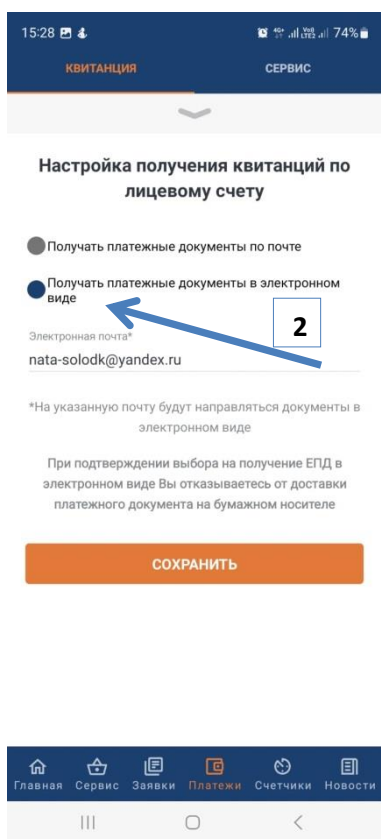 15:28 4G+ Vo8 LTE2 74%
КВИТАНЦИЯ СЕРВИС
Настройка получения квитанций по
лицевому счету
Получать платежные документы по почте
Получать платежные документы в электронном
виде
2
Электронная почта*
nata-solodk@yandex.ru
*На указанную почту будут направляться документы в
электронном виде
При подтверждении выбора на получение ЕПД в
электронном виде Вы отказываетесь от доставки
платежного документа на бумажном носителе
СОХРАНИТЬ
Главная Сервис Заявки Платежи Счетчики Новости